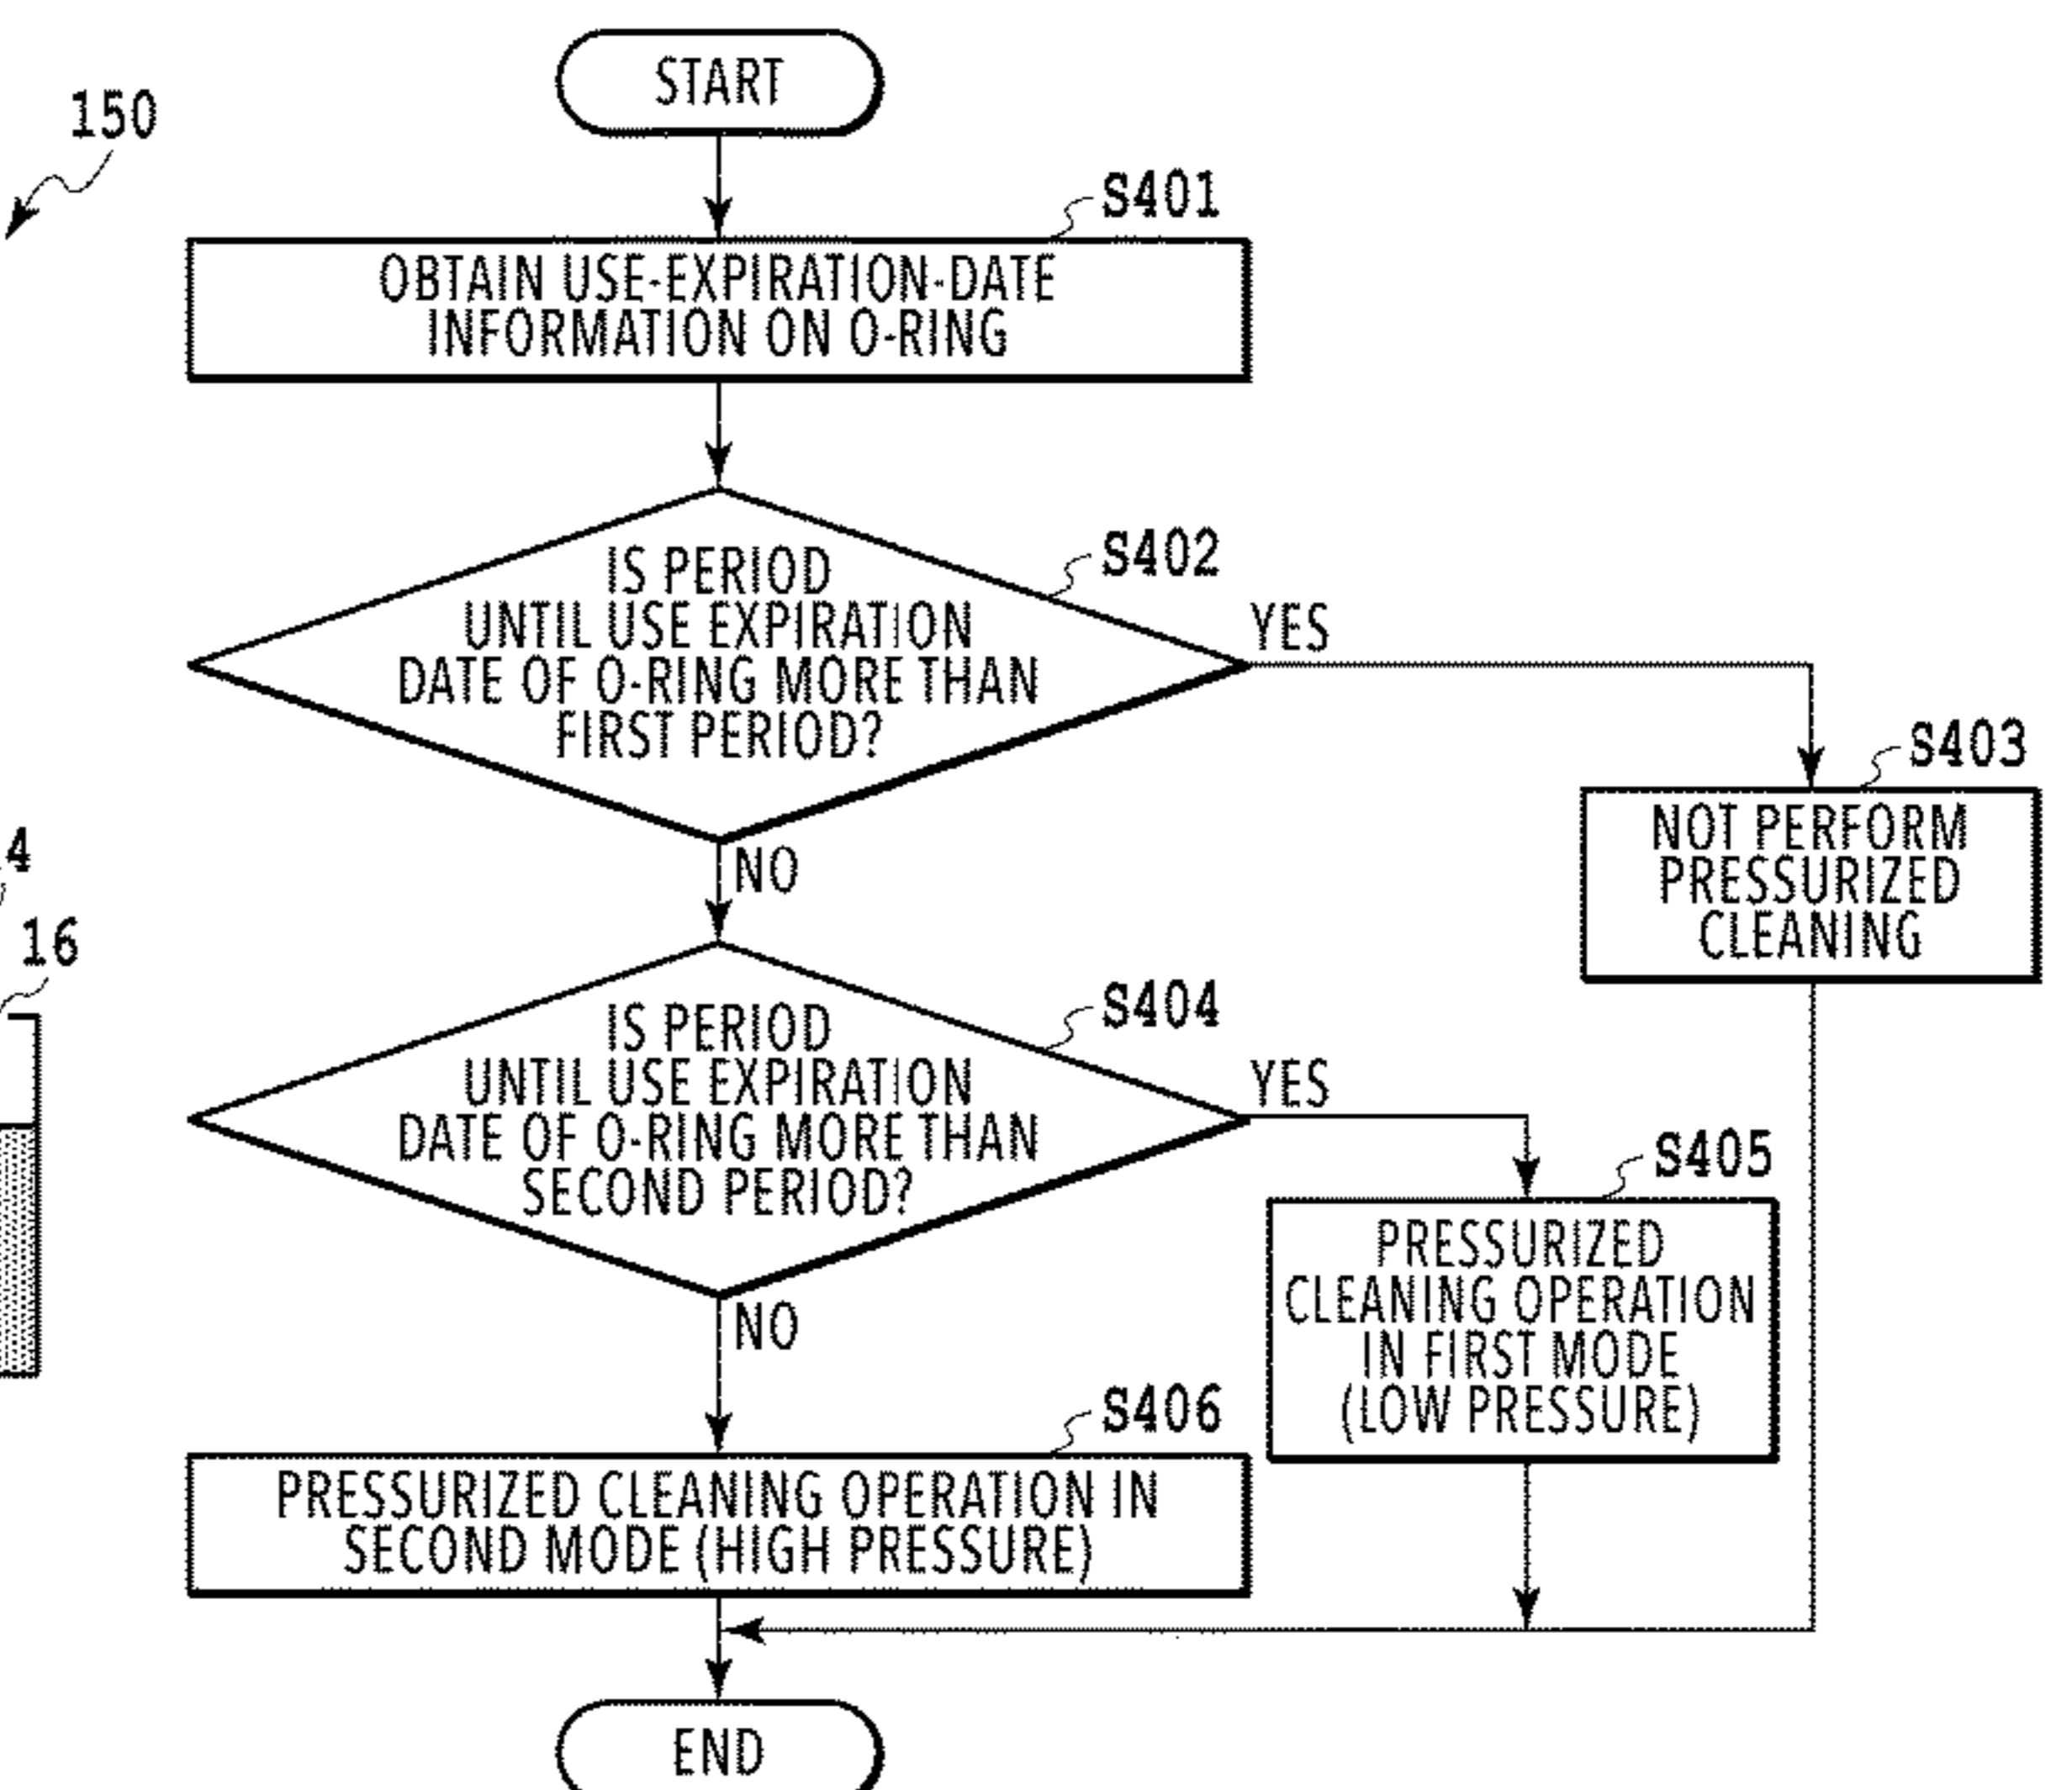 START
150
S401
OBTAIN USE-EXPIRATION-DATE
INFORMATION ON O-RING
S402
IS PERIOD
UNTIL USE EXPIRATION
DATE OF O-RING MORE THAN
FIRST PERIOD?
YES
S403
NOT PERFORM
PRESSURIZED
CLEANING
NO
4
16
S404
IS PERIOD
UNTIL USE EXPIRATION
DATE OF O-RING MORE THAN
SECOND PERIOD?
YES
S405
PRESSURIZED
CLEANING OPERATION
IN FIRST MODE
(LOW PRESSURE)
NO
S406
PRESSURIZED CLEANING OPERATION IN
SECOND MODE (HIGH PRESSURE)
END